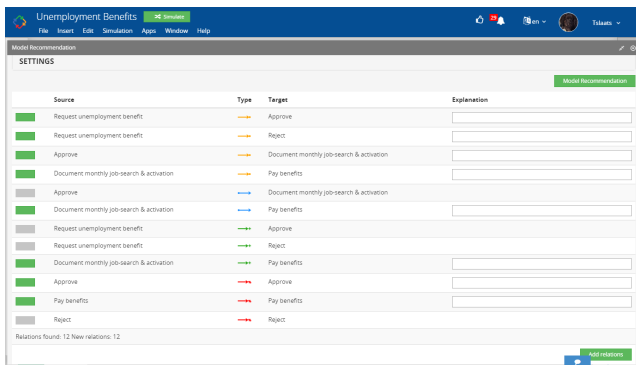 Unemployment Benefits Simulate 29 en Tslaats
File Insert Edit Simulation Apps Window Help
Model Recommendation
SETTINGS
Model Recommendation
Source Type Target Explanation
Request unemployment benefit Approve
Request unemployment benefit Reject
Approve Document monthly job-search & activation
Document monthly job-search & activation Pay benefits
Approve Document monthly job-search & activation
Document monthly job-search & activation Pay benefits
Request unemployment benefit Approve
Request unemployment benefit Reject
Document monthly job-search & activation Pay benefits
Approve Approve
Pay benefits Pay benefits
Reject Reject
Relations found: 12 New relations: 12
Add relations